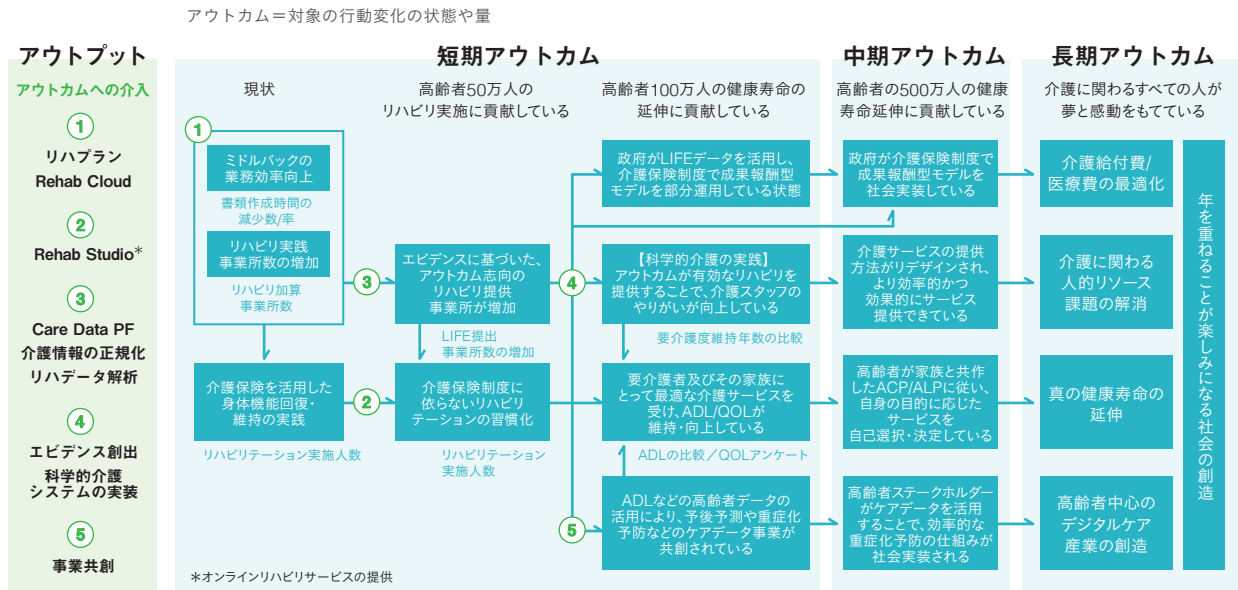 アウトカム＝対象の行動変化の状態や量
アウトプット
アウトカムへの介入
1
リハプラン
Rehab Cloud
2
Rehab Studio＊
3
Care Data PF
介護情報の正規化
リハデータ解析
4
エビデンス創出
科学的介護
システムの実装
5
事業共創
短期アウトカム
現状
1
ミドルバックの
業務効率向上
書類作成時間の
減少数/率
リハビリ実践
事業所数の増加
リハビリ加算
事業所数
介護保険を活用した
身体機能回復・
維持の実践
リハビリテーション実施人数
＊オンラインリハビリサービスの提供
高齢者50万人の
リハビリ実施に貢献している
3
エビデンスに基づいた、
アウトカム志向の
リハビリ提供
事業所が増加
LIFE提出
事業所数の増加
2
介護保険制度に
依らないリハビリ
テーションの習慣化
リハビリテーション
実施人数
高齢者100万人の健康寿命の
延伸に貢献している
政府がLIFEデータを活用し、
介護保険制度で成果報酬型
モデルを部分運用している状態
4
【科学的介護の実践】
アウトカムが有効なリハビリを
提供することで、介護スタッフの
やりがいが向上している
要介護度維持年数の比較
要介護者及びその家族に
とって最適な介護サービスを
受け、ADL/QOLが
維持・向上している
ADLの比較／QOLアンケート
5
ADLなどの高齢者データの
活用により、予後予測や重症化
予防などのケアデータ事業が
共創されている
中期アウトカム
高齢者の500万人の健康
寿命延伸に貢献している
政府が介護保険制度で
成果報酬型モデルを
社会実装している
介護サービスの提供
方法がリデザインされ、
より効率的かつ
効果的にサービス
提供できている
高齢者が家族と共作
したACP/ALPに従い、
自身の目的に応じた
サービスを
自己選択・決定している
高齢者ステークホルダー
がケアデータを活用
することで、効率的な
重症化予防の仕組みが
社会実装される
長期アウトカム
介護に関わるすべての人が
夢と感動をもてている
介護給付費/
医療費の最適化
介護に関わる
人的リソース
課題の解消
真の健康寿命の
延伸
高齢者中心の
デジタルケア
産業の創造
年を重ねることが楽しみになる社会の創造